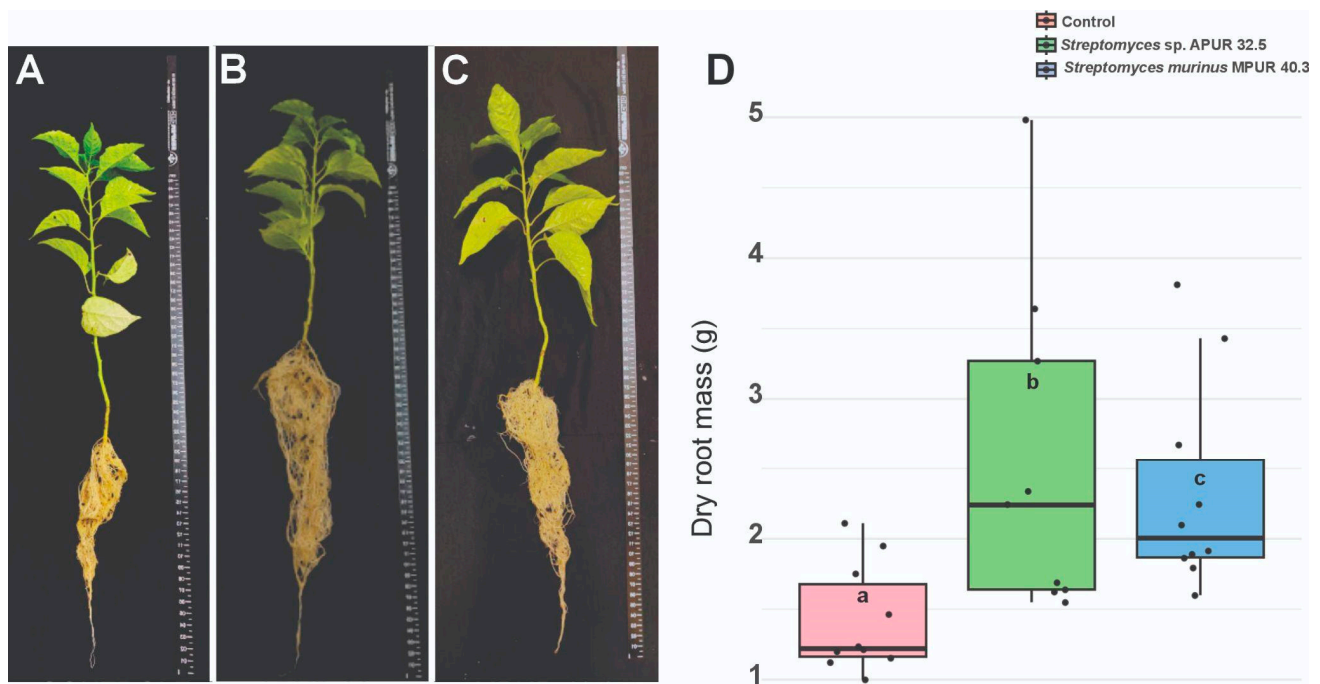 Control
Streptomyces sp. APUR 32.5
Streptomyces murinus MPUR 40.3
A
B
C
D
5
4
3
2
1
Dry root mass (g)
a
b
c